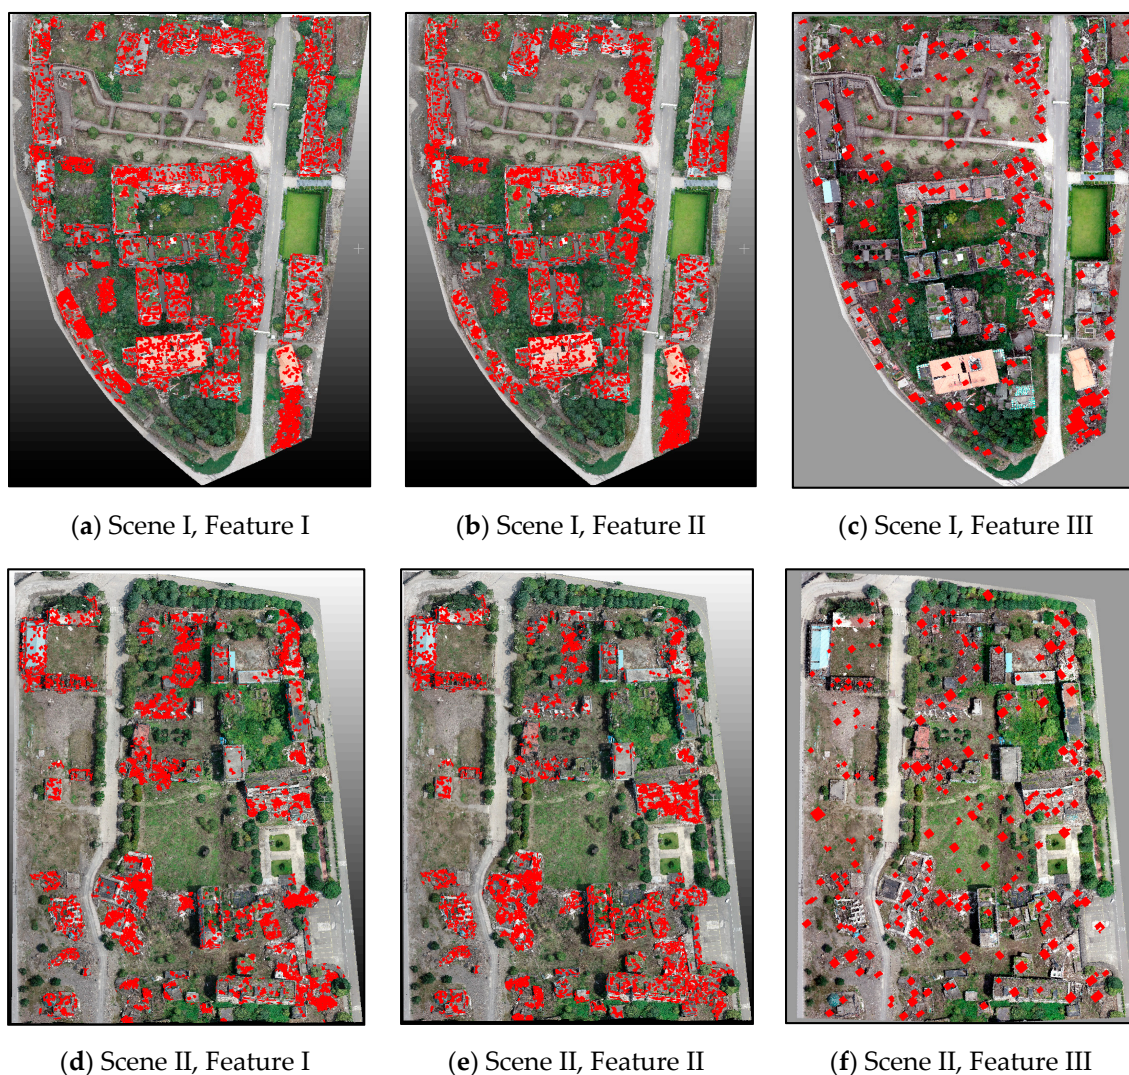 (a) Scene I, Feature I
(b) Scene I, Feature II
(c) Scene I, Feature III
(d) Scene II, Feature I
(e) Scene II, Feature II
(f) Scene II, Feature III